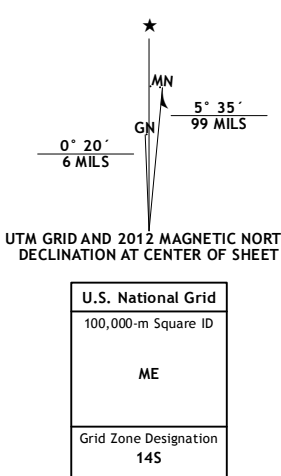 ★
MN
5° 35´
GN
99 MILS
0° 20´
6 MILS
UTM GRID AND 2012 MAGNETIC NORT
DECLINATION AT CENTER OF SHEET
U.S. National Grid
100,000-m Square ID
ME
Grid Zone Designation
14S